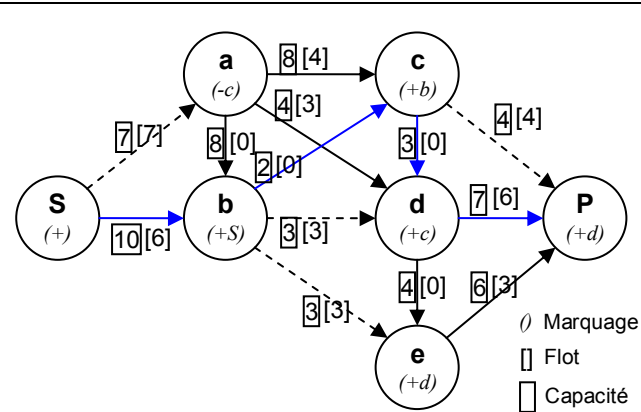 a
(-c)
8 [4]
c
(+b)
4 [3]
7 [7]
4 [4]
8 [0]
2 [0]
3 [0]
S
(+)
b
(+S)
d
(+c)
7 [6]
P
(+d)
10 [6]
3 [3]
3 [3]
4 [0]
6 [3]
e
(+d)
() Marquage
[] Flot
Capacité